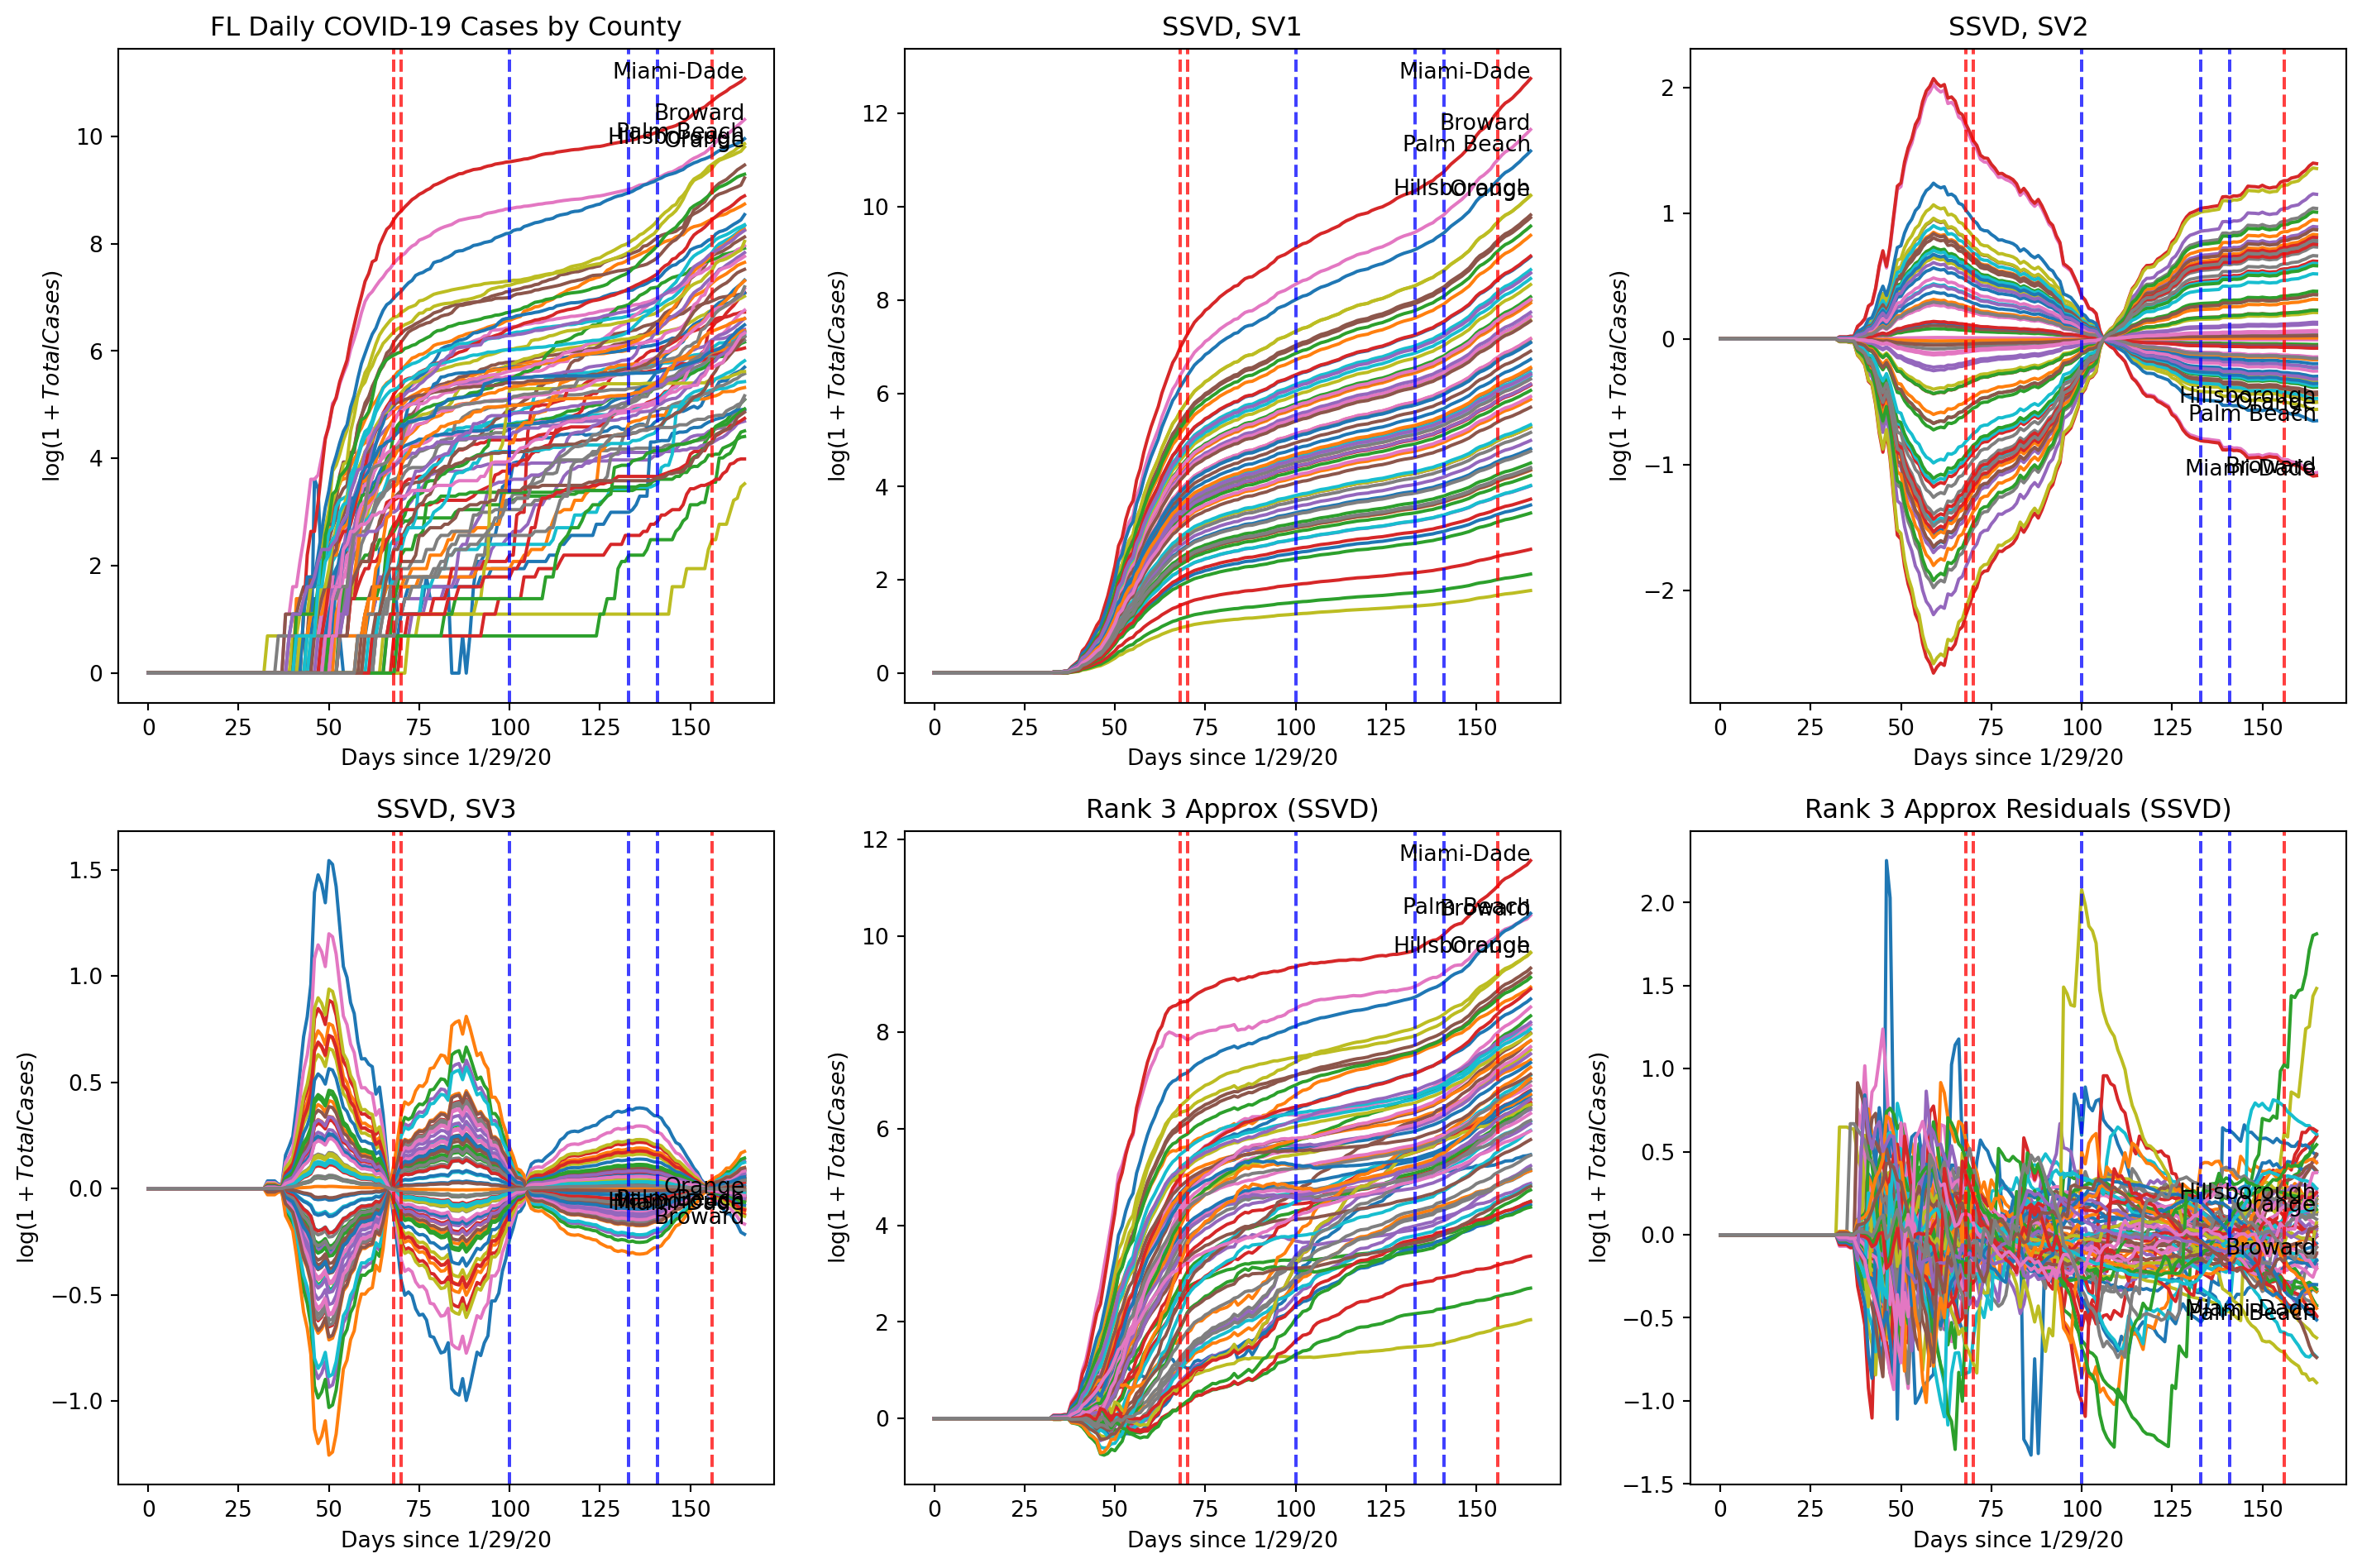 FL Daily COVID-19 Cases by County
log(1 + TotalCases)
10
8
6
4
2
0
Miami-Dade
Broward
Palm Beach
Hillsborough
Orange
0 25 50 75 100 125 150
Days since 1/29/20
SSVD, SV1
log(1 + TotalCases)
12
10
8
6
4
2
0
Miami-Dade
Broward
Palm Beach
Hillsborough
Orange
0 25 50 75 100 125 150
Days since 1/29/20
SSVD, SV2
log(1 + TotalCases)
2
1
0
−1
−2
Hillsborough
Orange
Palm Beach
Broward
Miami-Dade
0 25 50 75 100 125 150
Days since 1/29/20
SSVD, SV3
log(1 + TotalCases)
1.5
1.0
0.5
0.0
−0.5
−1.0
Orange
Palm Beach
Hillsborough
Miami-Dade
Broward
0 25 50 75 100 125 150
Days since 1/29/20
Rank 3 Approx (SSVD)
log(1 + TotalCases)
12
10
8
6
4
2
0
Miami-Dade
Palm Beach
Broward
Hillsborough
Orange
0 25 50 75 100 125 150
Days since 1/29/20
Rank 3 Approx Residuals (SSVD)
log(1 + TotalCases)
2.0
1.5
1.0
0.5
0.0
−0.5
−1.0
−1.5
Hillsborough
Orange
Broward
Miami-Dade
Palm Beach
0 25 50 75 100 125 150
Days since 1/29/20